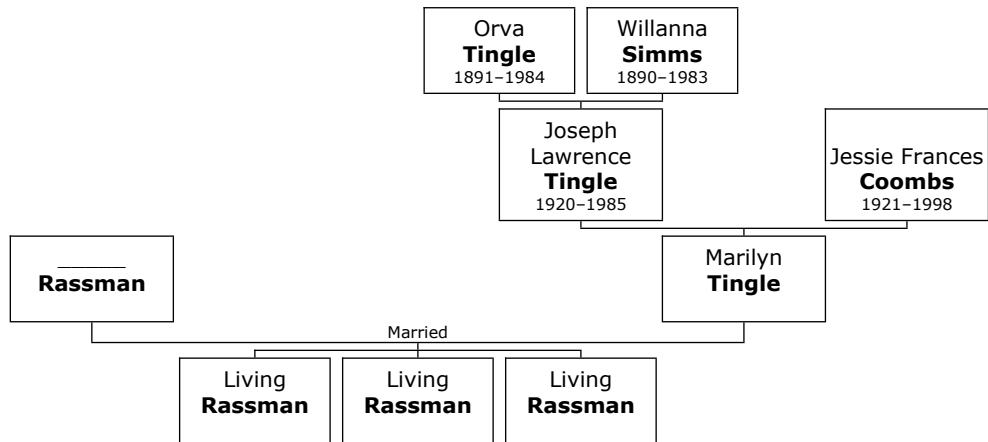 Orva
Tingle
1891–1984
Willanna
Simms
1890–1983
Joseph
Lawrence
Tingle
1920–1985
Jessie Frances
Coombs
1921–1998
______
Rassman
Marilyn
Tingle
Married
Living
Rassman
Living
Rassman
Living
Rassman